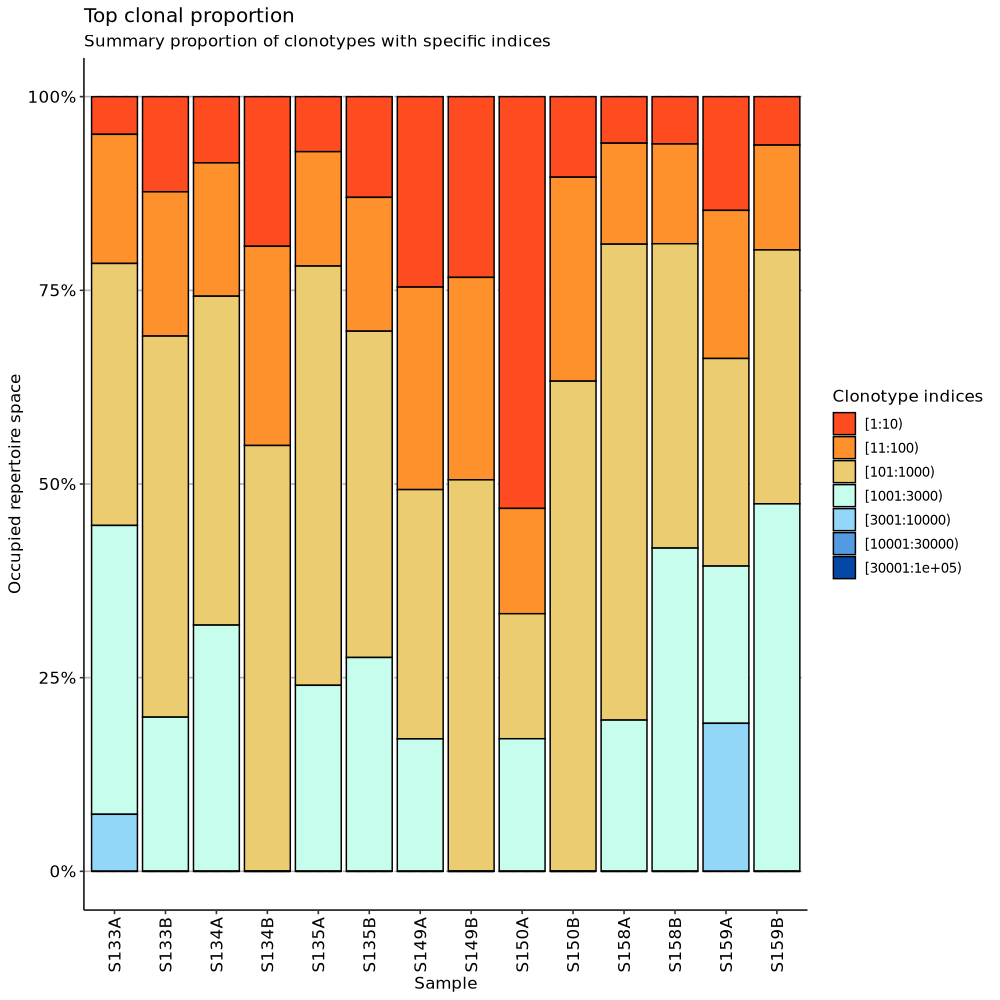 Top clonal proportion
Summary proportion of clonotypes with specific indices
100%
75%
50%
25%
0%
Occupied repertoire space
S133A
S133B
S134A
S134B
S135A
S135B
S149A
S149B
S150A
S150B
S158A
S158B
S159A
S159B
Sample
Clonotype indices
[1:10)
[11:100)
[101:1000)
[1001:3000)
[3001:10000)
[10001:30000)
[30001:1e+05)